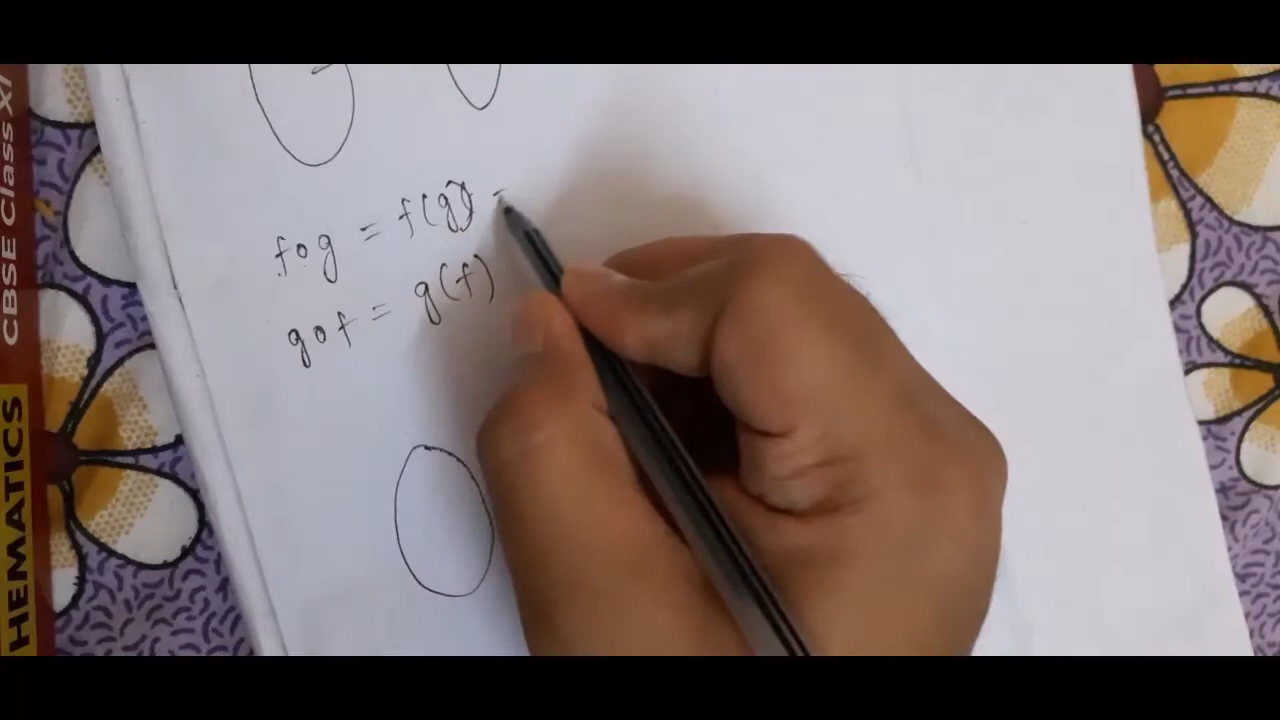 fog = f(g) =
gof = g(f)
CBSE Class XI
HEMATICS